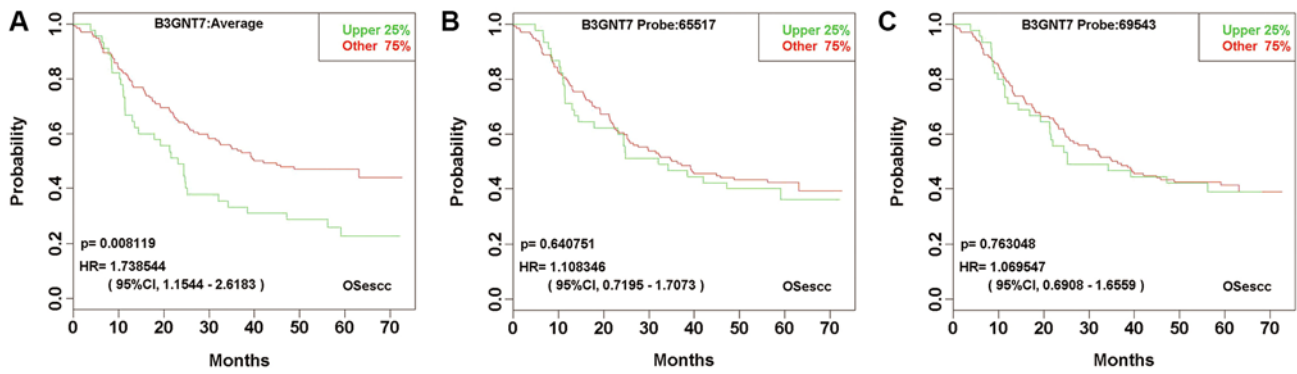 A
B3GNT7:Average
Upper 25%
Other 75%
Probability
1.0
0.8
0.6
0.4
0.2
0.0
p= 0.008119
HR= 1.738544
( 95%CI, 1.1544 - 2.6183 )
OSescc
0 10 20 30 40 50 60 70
Months
B
B3GNT7 Probe:65517
Upper 25%
Other 75%
Probability
1.0
0.8
0.6
0.4
0.2
0.0
p= 0.640751
HR= 1.108346
( 95%CI, 0.7195 - 1.7073 )
OSescc
0 10 20 30 40 50 60 70
Months
C
B3GNT7 Probe:69543
Upper 25%
Other 75%
Probability
1.0
0.8
0.6
0.4
0.2
0.0
p= 0.763048
HR= 1.069547
( 95%CI, 0.6908 - 1.6559 )
OSescc
0 10 20 30 40 50 60 70
Months